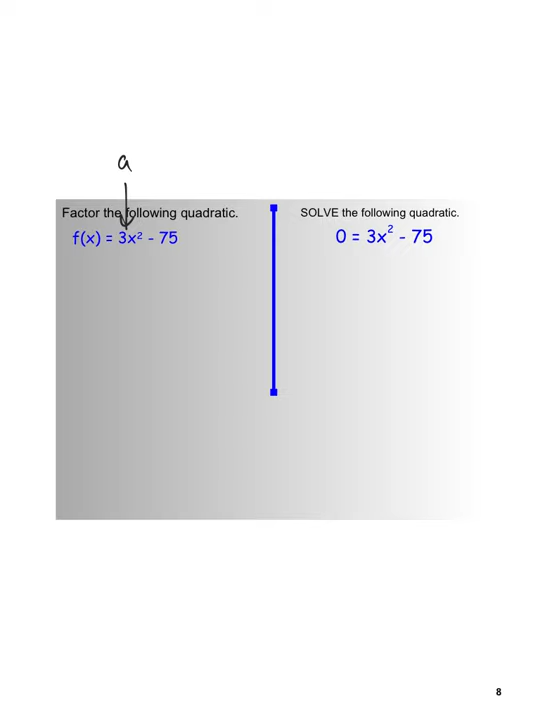 a
Factor the following quadratic.
f(x) = 3x² - 75
SOLVE the following quadratic.
0 = 3x² - 75
8